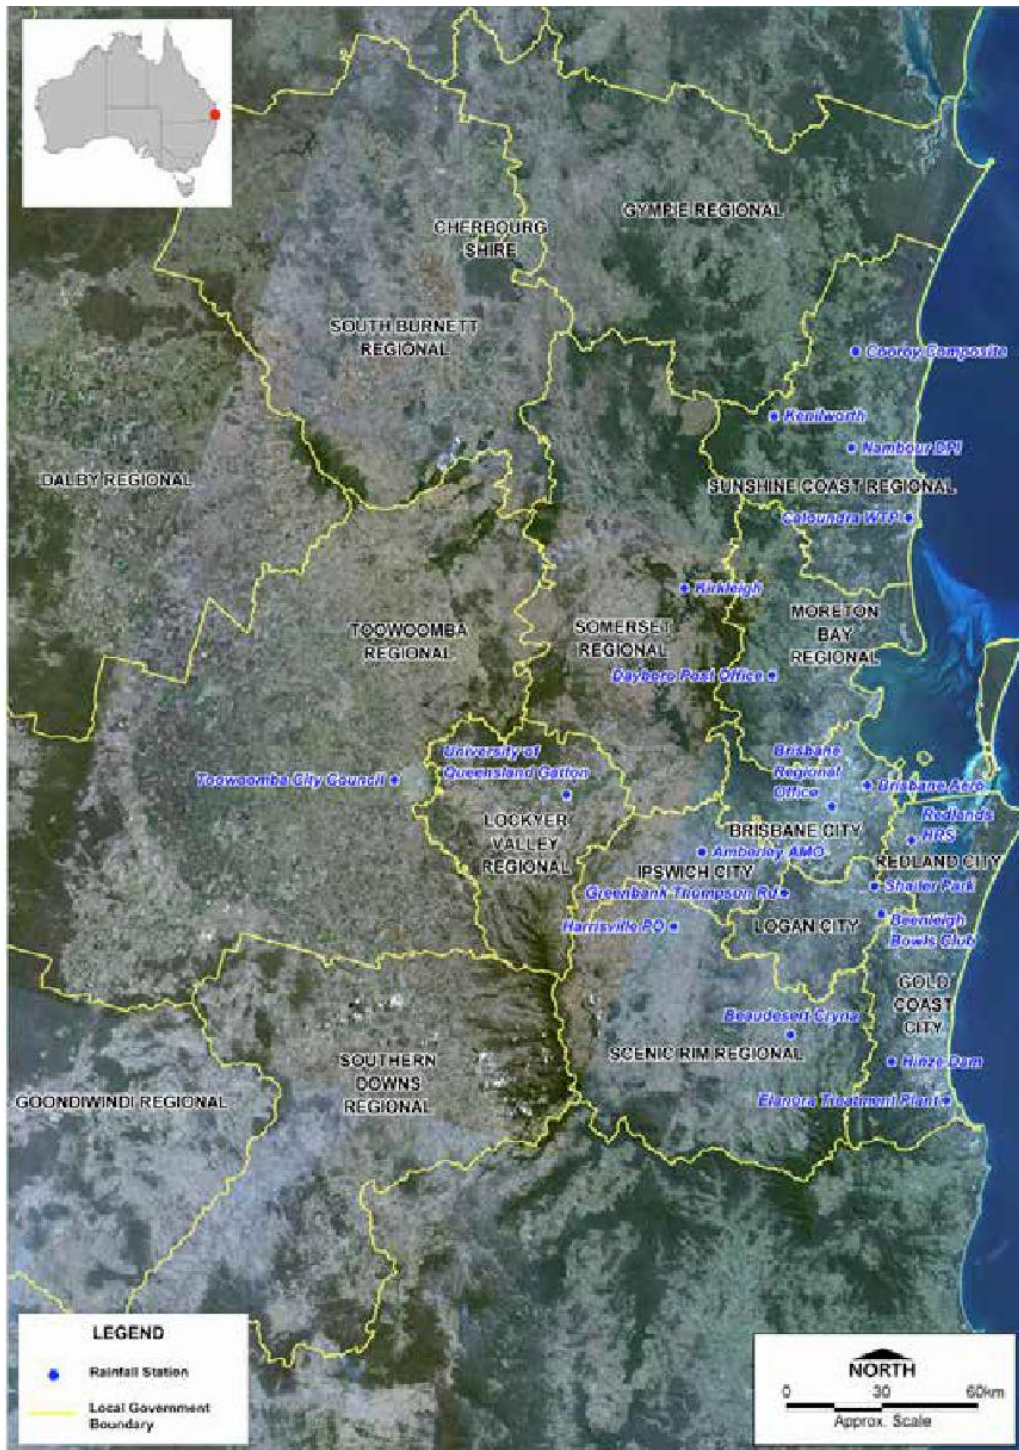 GYMPIE REGIONAL
CHERBOURG
SHIRE
SOUTH BURNETT
REGIONAL
Cooroy Composite
Kenilworth
Nambour DPI
DALBY REGIONAL
SUNSHINE COAST REGIONAL
Caloundra WTP
Kirkleigh
TOOWOOMBA
REGIONAL
SOMERSET
REGIONAL
MORETON
BAY
REGIONAL
Dayboro Post Office
University of
Queensland Gatton
Brisbane
Regional
Office
Toowoomba City Council
Brisbane Aero
Redlands
HRS
LOCKYER
VALLEY
REGIONAL
BRISBANE CITY
Amberley AMO
IPSWICH CITY
REDLAND CITY
Greenbank Thompson Rd
Shailer Park
Harrisville PO
LOGAN CITY
Beenleigh
Bowls Club
GOLD
COAST
CITY
Beaudesert Cryna
SCENIC RIM REGIONAL
Hinze Dam
SOUTHERN
DOWNS
REGIONAL
GOONDIWINDI REGIONAL
Elanora Treatment Plant
LEGEND
Rainfall Station
Local Government
Boundary
NORTH
0 30 60km
Approx. Scale